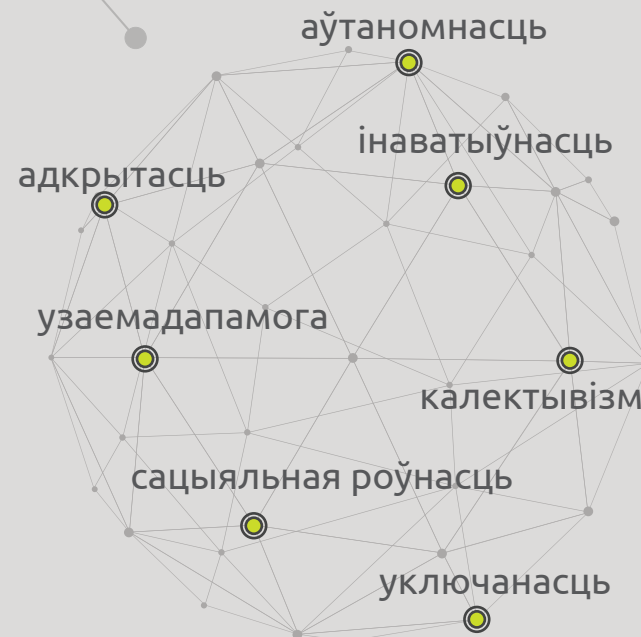 аўтаномнасць
інаватыўнасць
адкрытасць
узаемадапамога
калектывізм
сацыяльная роўнасць
уключанасць